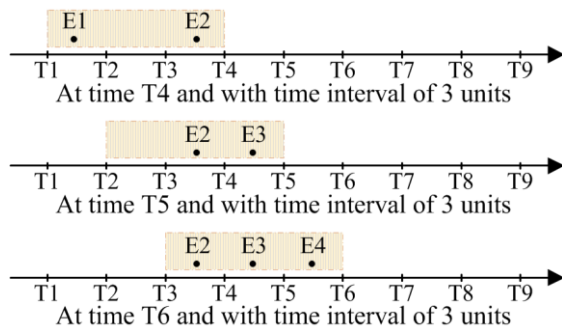 E1 E2
T1 T2 T3 T4 T5 T6 T7 T8 T9
At time T4 and with time interval of 3 units
E2 E3
T1 T2 T3 T4 T5 T6 T7 T8 T9
At time T5 and with time interval of 3 units
E2 E3 E4
T1 T2 T3 T4 T5 T6 T7 T8 T9
At time T6 and with time interval of 3 units